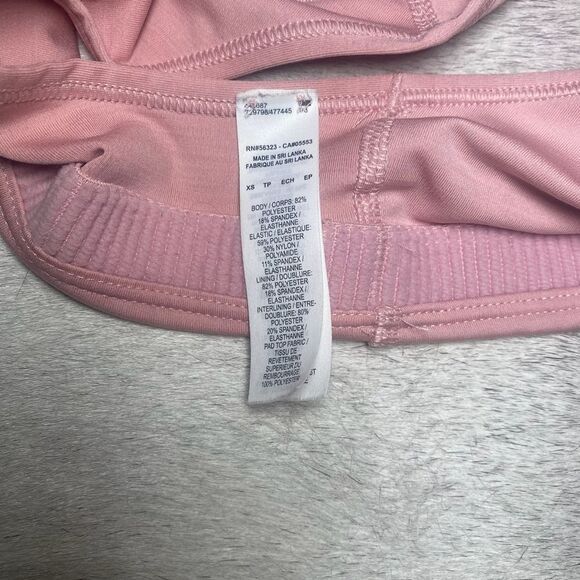 729798/477445
RN#56323 - CA#05553
MADE IN SRI LANKA
FABRIQUE AU SRI LANKA
XS TP ECH EP
BODY / CORPS: 82%
POLYESTER
18% SPANDEX /
ELASTHANNE
ELASTIC / ELASTIQUE:
59% POLYESTER
30% NYLON /
POLYAMIDE
11% SPANDEX /
ELASTHANNE
LINING / DOUBLURE:
82% POLYESTER
18% SPANDEX /
ELASTHANNE
INTERLINING / ENTRE-
DOUBLURE: 80%
POLYESTER
20% SPANDEX /
ELASTHANNE
PAD TOP FABRIC /
TISSU DE
REVETEMENT
SUPERIEUR DU
REMBOURRAGE
100% POLYESTER